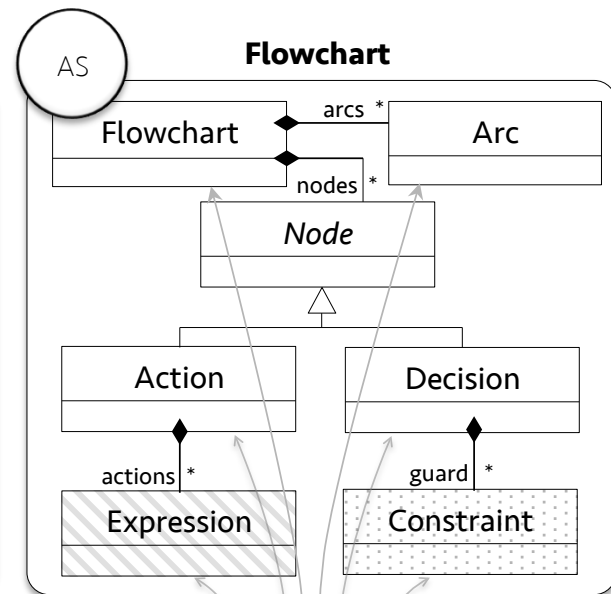 AS
Flowchart
Flowchart
arcs *
Arc
nodes *
Node
Action
Decision
actions *
guard *
Expression
Constraint